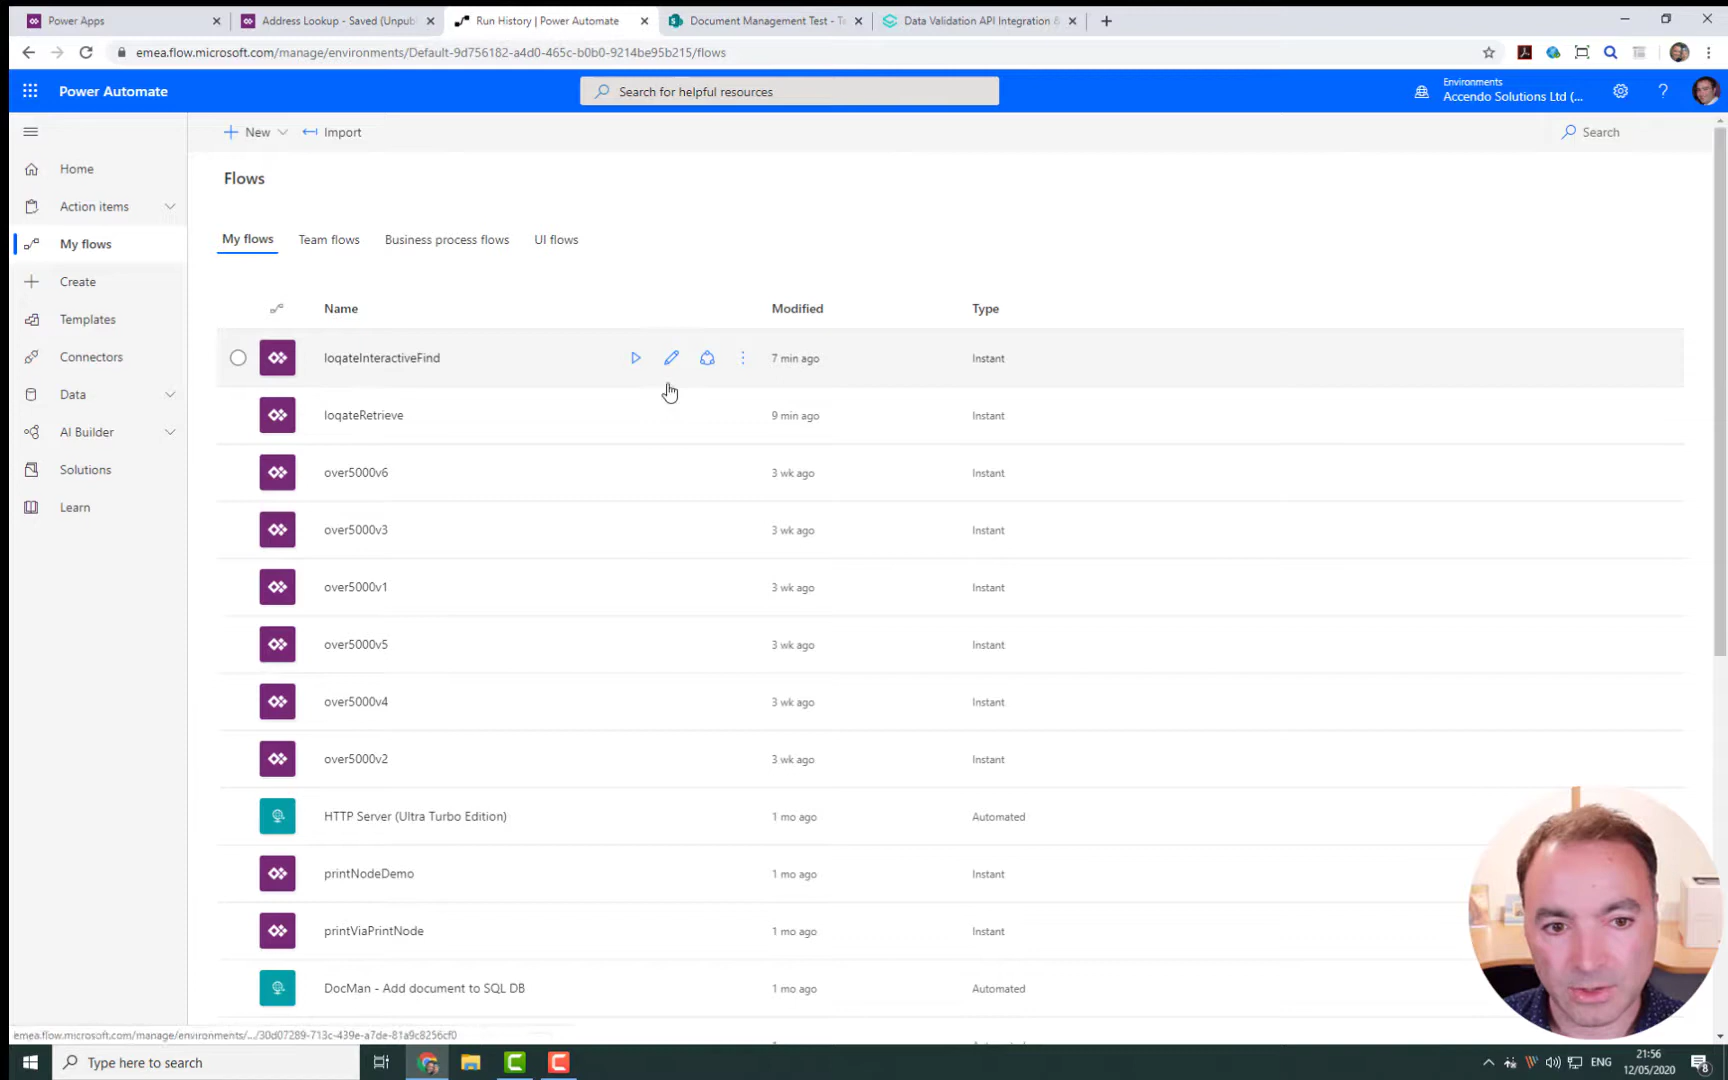 Power Apps
Address Lookup - Saved (Unpub
Run History | Power Automate
Document Management Test - T
Data Validation API Integration &
emea.flow.microsoft.com/manage/environments/Default-9d756182-a4d0-465c-b0b0-9214be95b215/flows
Power Automate
Search for helpful resources
Environments
Accendo Solutions Ltd (...
New
Import
Search
Home
Action items
My flows
Create
Templates
Connectors
Data
AI Builder
Solutions
Learn
Flows
My flows Team flows Business process flows UI flows
Name Modified Type
loqateInteractiveFind 7 min ago Instant
loqateRetrieve 9 min ago Instant
over5000v6 3 wk ago Instant
over5000v3 3 wk ago Instant
over5000v1 3 wk ago Instant
over5000v5 3 wk ago Instant
over5000v4 3 wk ago Instant
over5000v2 3 wk ago Instant
HTTP Server (Ultra Turbo Edition) 1 mo ago Automated
printNodeDemo 1 mo ago Instant
printViaPrintNode 1 mo ago Instant
DocMan - Add document to SQL DB 1 mo ago Automated
emea.flow.microsoft.com/manage/environments/.../30d07289-713c-439e-a7de-81a9c8256cf0
Type here to search
ENG
21:56
12/05/2020
8